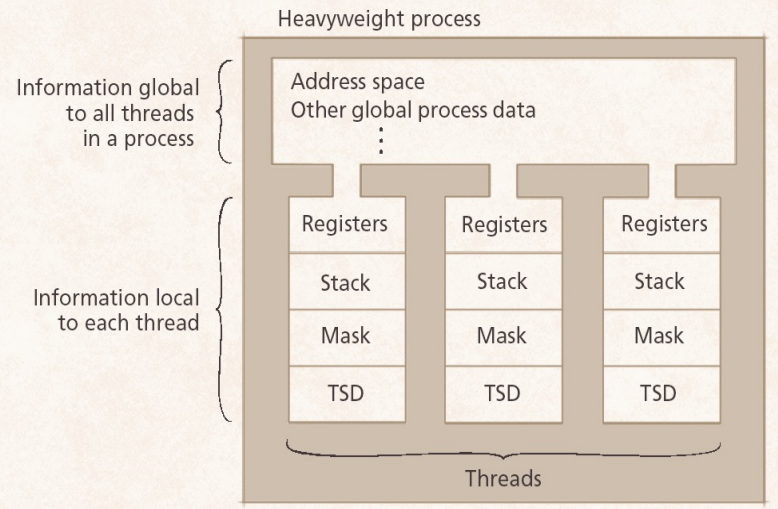 Heavyweight process
Information global
to all threads
in a process
Address space
Other global process data
Information local
to each thread
Registers
Registers
Registers
Stack
Stack
Stack
Mask
Mask
Mask
TSD
TSD
TSD
Threads